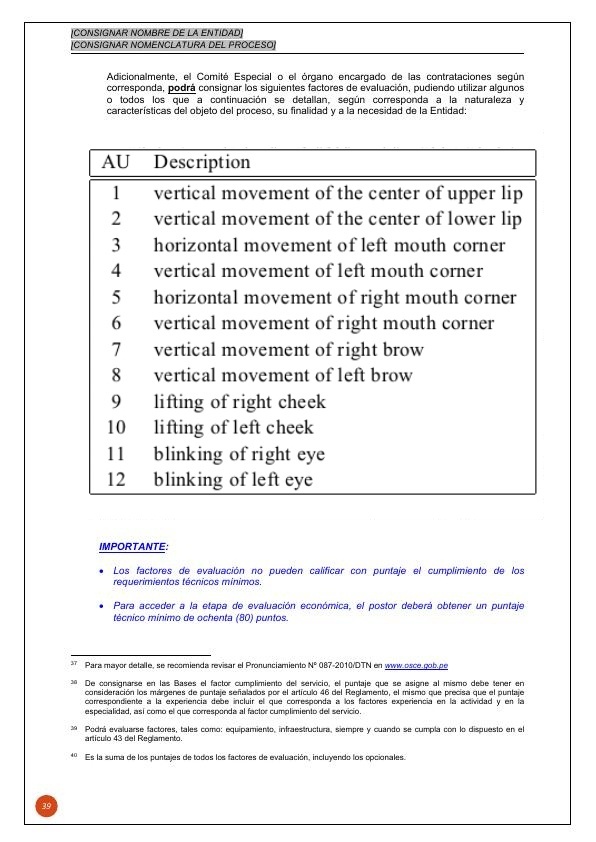 [CONSIGNAR NOMBRE DE LA ENTIDAD]
[CONSIGNAR NOMENCLATURA DEL PROCESO]
Adicionalmente, el Comité Especial o el órgano encargado de las contrataciones según
corresponda, podrá consignar los siguientes factores de evaluación, pudiendo utilizar algunos
o todos los que a continuación se detallan, según corresponda a la naturaleza y
características del objeto del proceso, su finalidad y a la necesidad de la Entidad:
AU Description
1 vertical movement of the center of upper lip
2 vertical movement of the center of lower lip
3 horizontal movement of left mouth corner
4 vertical movement of left mouth corner
5 horizontal movement of right mouth corner
6 vertical movement of right mouth corner
7 vertical movement of right brow
8 vertical movement of left brow
9 lifting of right cheek
10 lifting of left cheek
11 blinking of right eye
12 blinking of left eye
IMPORTANTE:
• Los factores de evaluación no pueden calificar con puntaje el cumplimiento de los
requerimientos técnicos mínimos.
• Para acceder a la etapa de evaluación económica, el postor deberá obtener un puntaje
técnico mínimo de ochenta (80) puntos.
37 Para mayor detalle, se recomienda revisar el Pronunciamiento Nº 087-2010/DTN en www.osce.gob.pe
38 De consignarse en las Bases el factor cumplimiento del servicio, el puntaje que se asigne al mismo debe tener en
consideración los márgenes de puntaje señalados por el artículo 46 del Reglamento, el mismo que precisa que el puntaje
correspondiente a la experiencia debe incluir el que corresponda a los factores experiencia en la actividad y en la
especialidad, así como el que corresponda al factor cumplimiento del servicio.
39 Podrá evaluarse factores, tales como: equipamiento, infraestructura, siempre y cuando se cumpla con lo dispuesto en el
artículo 43 del Reglamento.
40 Es la suma de los puntajes de todos los factores de evaluación, incluyendo los opcionales.
39